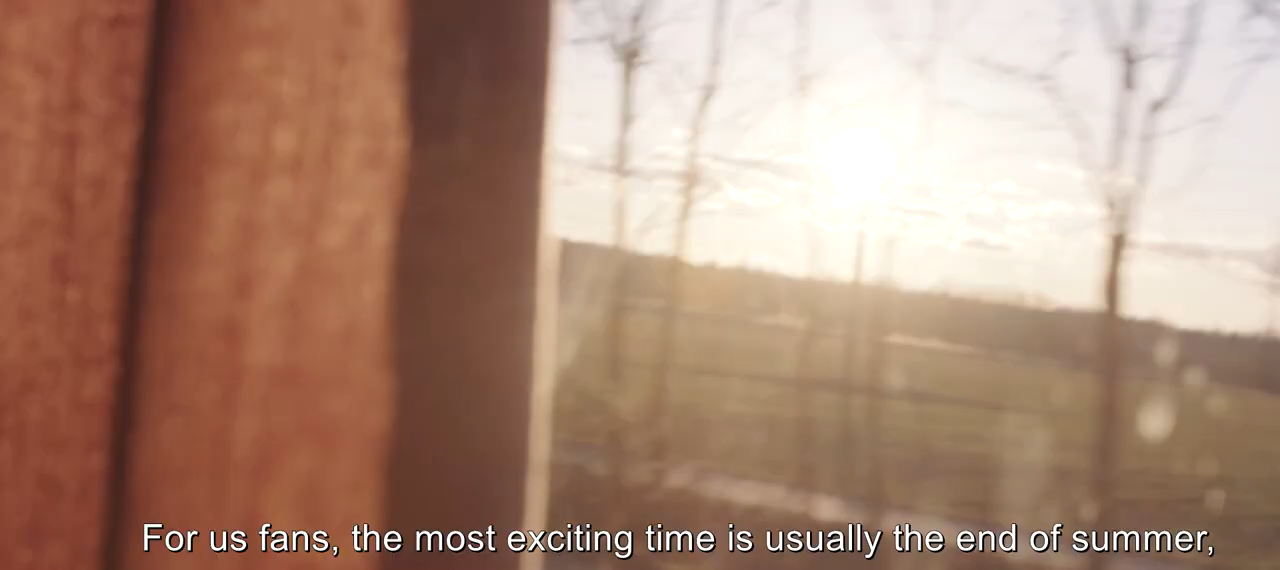 For us fans, the most exciting time is usually the end of summer,